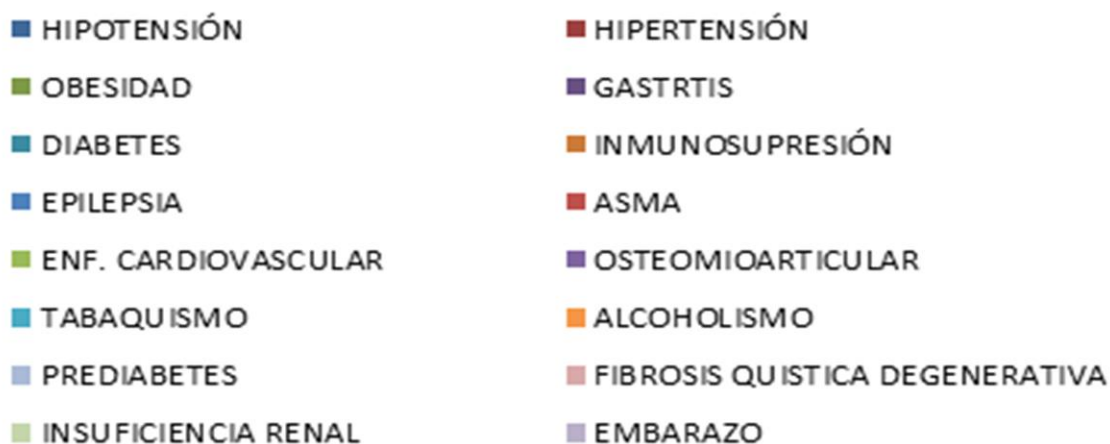 HIPOTENSIÓN HIPERTENSIÓN
OBESIDAD GASTRTIS
DIABETES INMUNOSUPRESIÓN
EPILEPSIA ASMA
ENF. CARDIOVASCULAR OSTEOMIOARTICULAR
TABAQUISMO ALCOHOLISMO
PREDIABETES FIBROSIS QUISTICA DEGENERATIVA
INSUFICIENCIA RENAL EMBARAZO